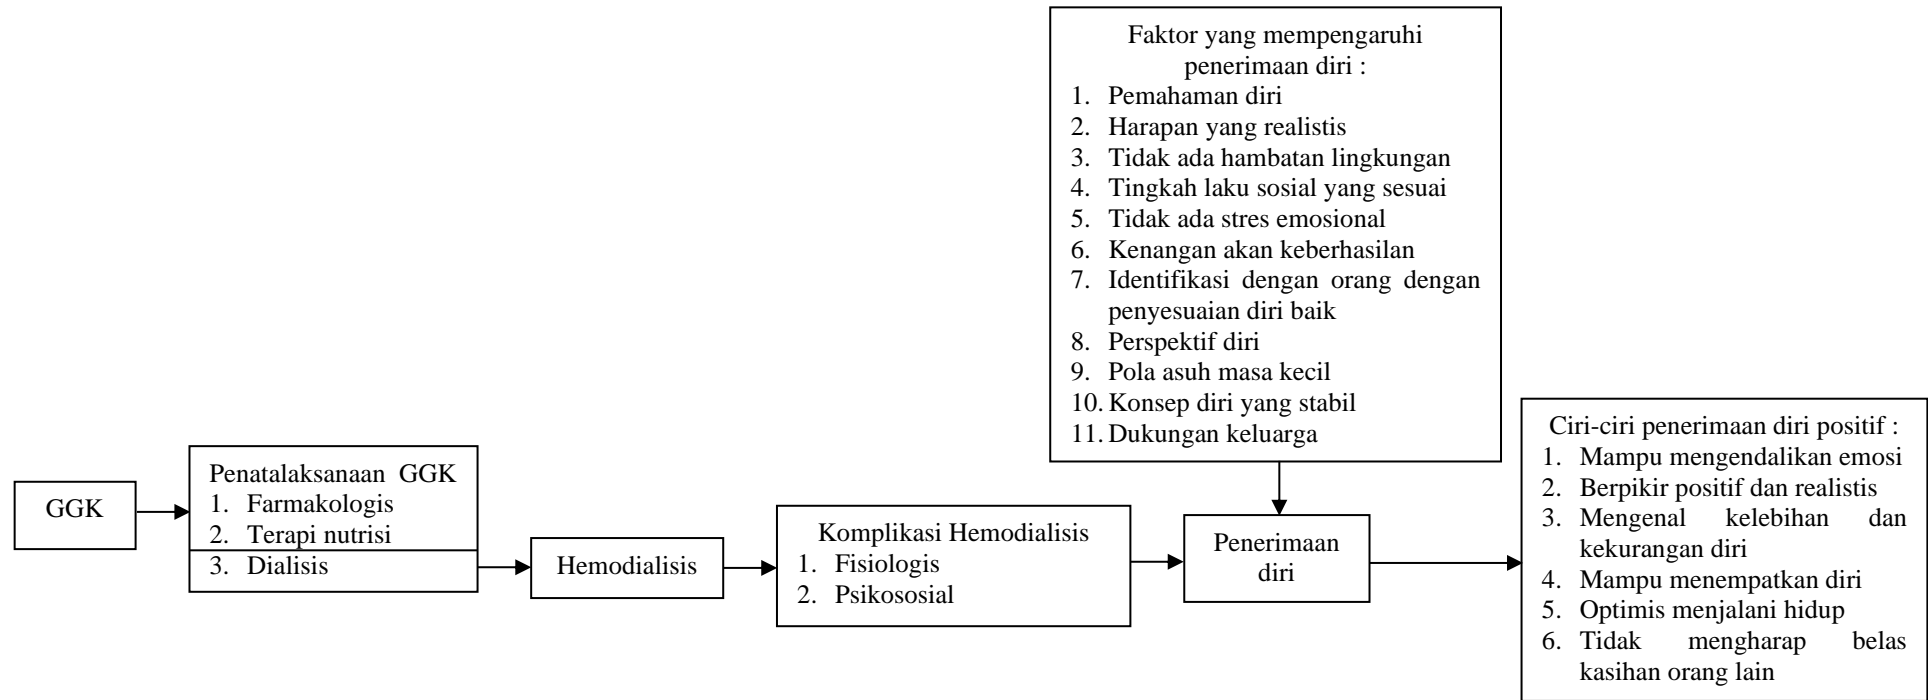 Faktor yang mempengaruhi
penerimaan diri :
1. Pemahaman diri
2. Harapan yang realistis
3. Tidak ada hambatan lingkungan
4. Tingkah laku sosial yang sesuai
5. Tidak ada stres emosional
6. Kenangan akan keberhasilan
7. Identifikasi dengan orang dengan
penyesuaian diri baik
8. Perspektif diri
9. Pola asuh masa kecil
10. Konsep diri yang stabil
11. Dukungan keluarga
GGK
Penatalaksanaan GGK
1. Farmakologis
2. Terapi nutrisi
3. Dialisis
Hemodialisis
Komplikasi Hemodialisis
1. Fisiologis
2. Psikososial
Penerimaan
diri
Ciri-ciri penerimaan diri positif :
1. Mampu mengendalikan emosi
2. Berpikir positif dan realistis
3. Mengenal kelebihan dan
kekurangan diri
4. Mampu menempatkan diri
5. Optimis menjalani hidup
6. Tidak mengharap belas
kasihan orang lain